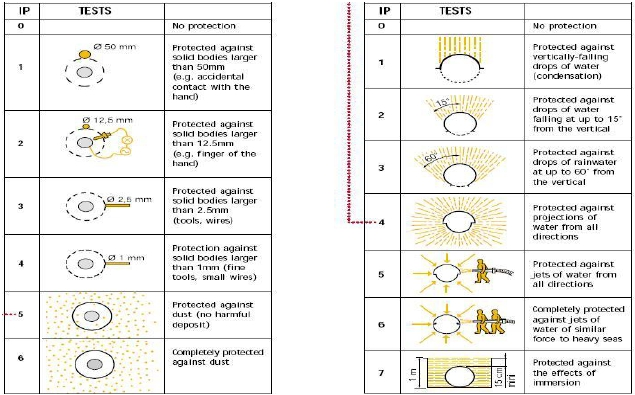 IP TESTS
0 No protection
1
Ø 50 mm
Protected against
solid bodies larger
than 50mm
(e.g. accidental
contact with the
hand)
2
Ø 12,5 mm
Protected against
solid bodies larger
than 12.5mm
(e.g. finger of the
hand)
3
Ø 2,5 mm
Protected against
solid bodies larger
than 2.5mm
(tools, wires)
4
Ø 1 mm
Protection against
solid bodies larger
than 1mm (fine
tools, small wires)
5
Protected against
dust (no harmful
deposit)
6
Completely protected
against dust
IP TESTS
0 No protection
1
Protected against
vertically-falling
drops of water
(condensation)
2
15°
Protected against
drops of water
falling at up to 15°
from the vertical
3
60°
Protected against
drops of rainwater
at up to 60° from
the vertical
4
Protected against
projections of
water from all
directions
5
Protected against
jets of water from
all directions
6
Completely protected
against jets of
water of similar
force to heavy seas
7
1 m
15 cm
mini
Protected against
the effects of
immersion